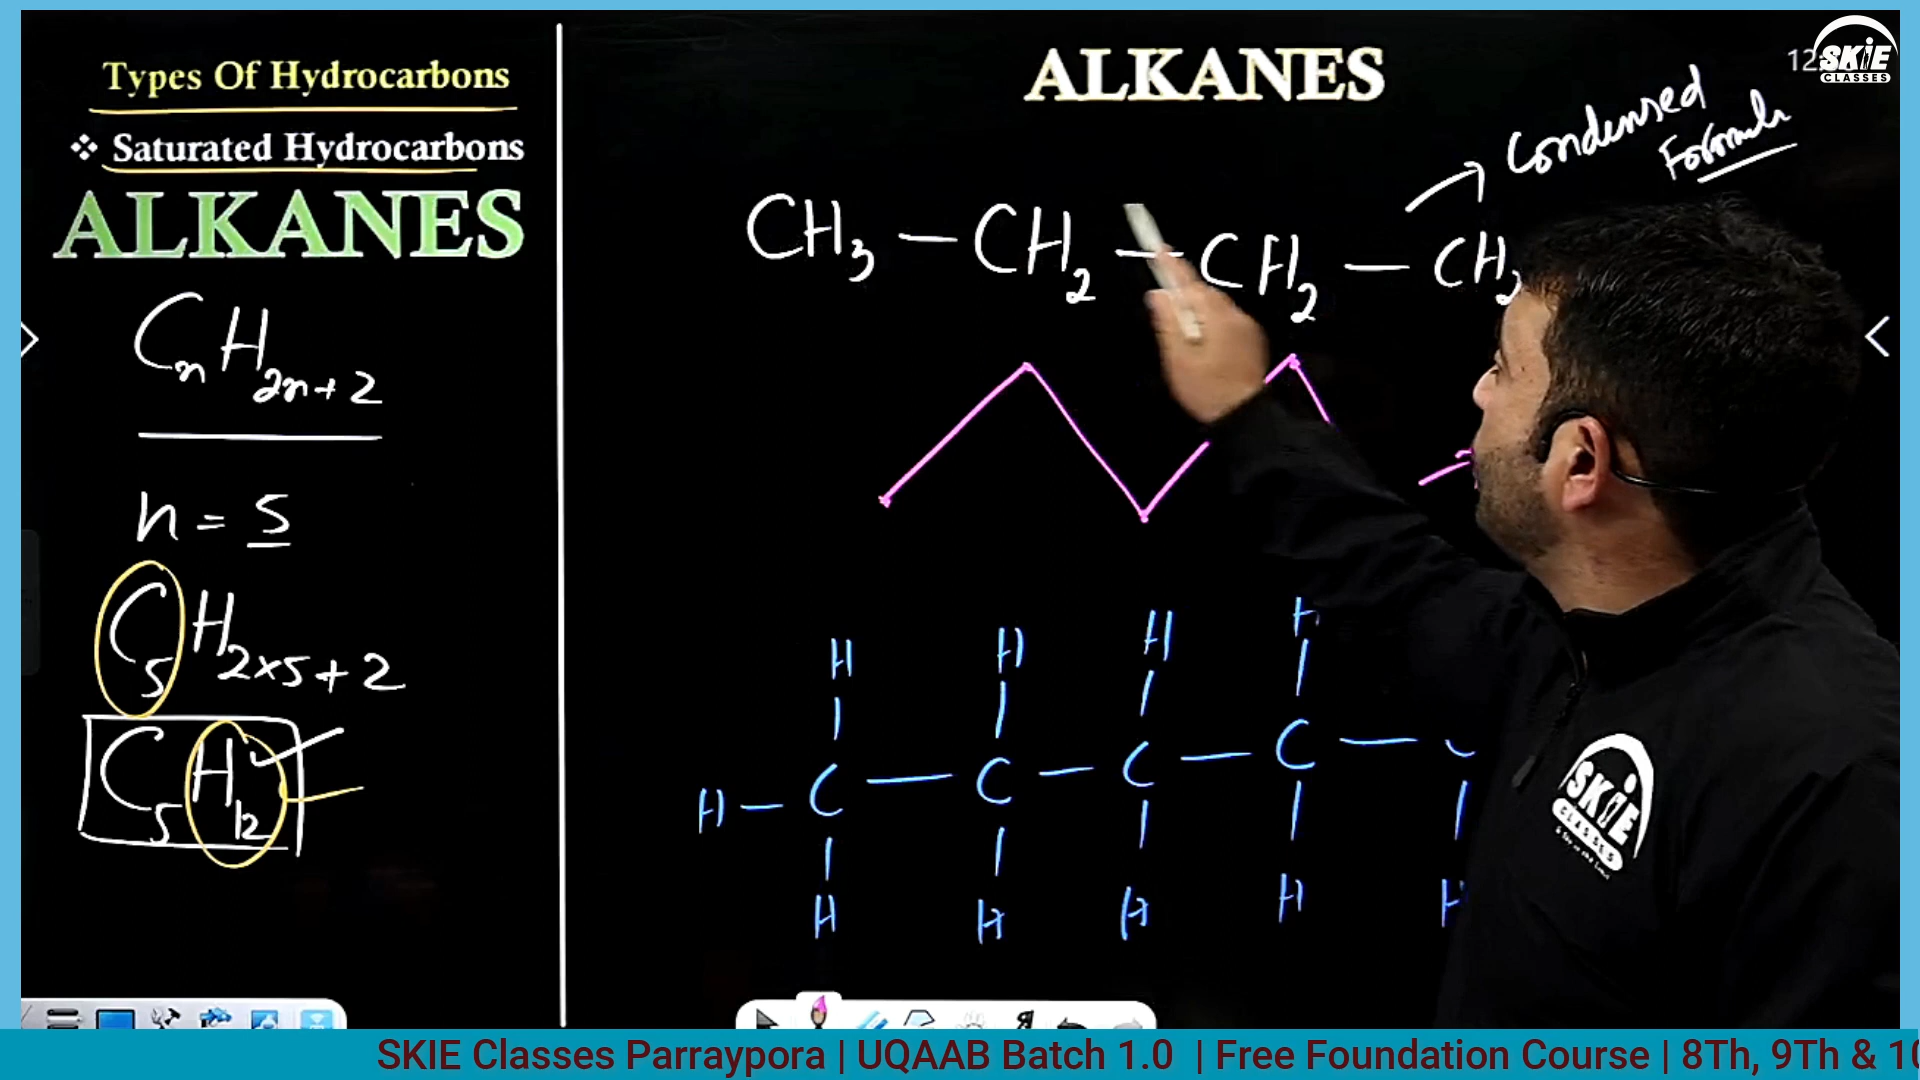 Types Of Hydrocarbons
❖ Saturated Hydrocarbons
ALKANES
CnH2n+2
n = 5
C5H2×5+2
C5H12
ALKANES
12:
SKIE
CLASSES
Condensed
Formula
CH3 — CH2 — CH2 — CH2
H H H H
H — C — C — C — C — C
H H H H H
SKIE
CLASSES
SKIE Classes Parraypora | UQAAB Batch 1.0 | Free Foundation Course | 8Th, 9Th & 10